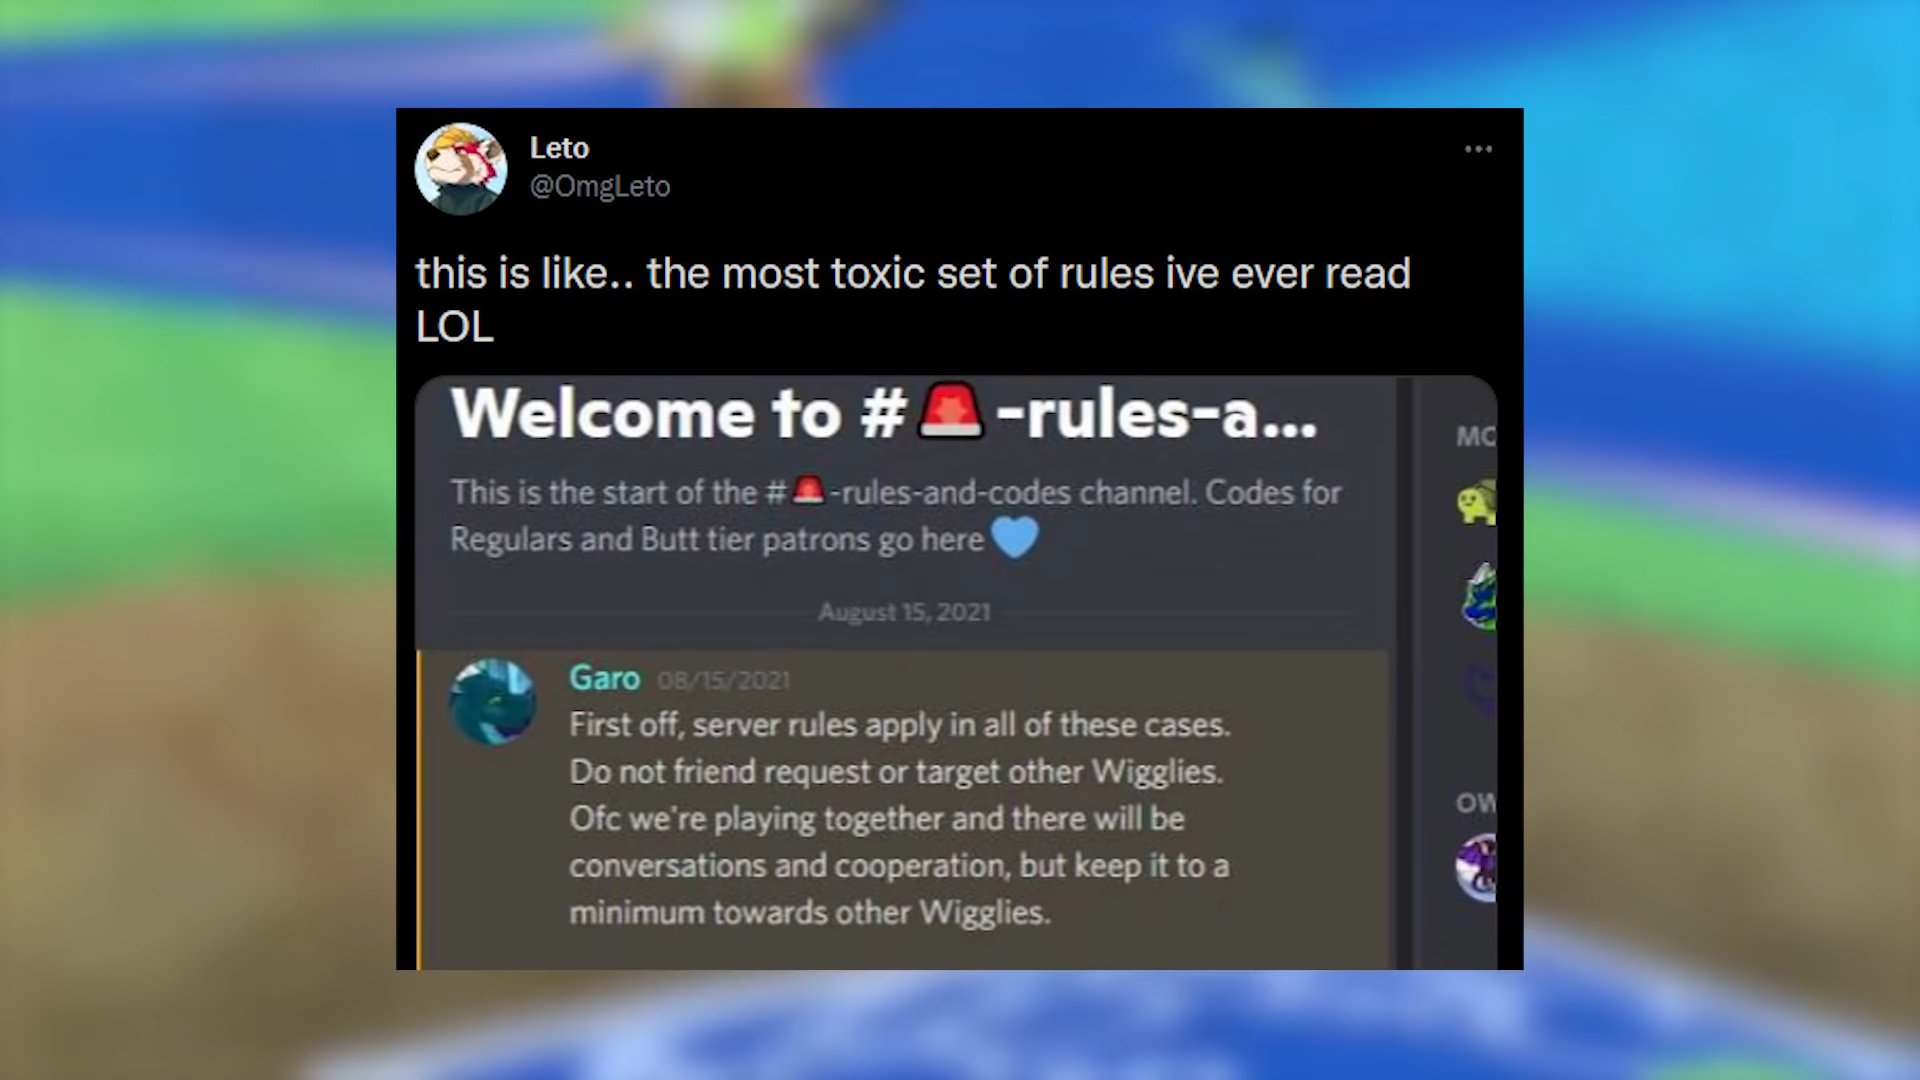 Leto
@OmgLeto
this is like.. the most toxic set of rules ive ever read
LOL
Welcome to #🚨-rules-a...
This is the start of the #🚨-rules-and-codes channel. Codes for
Regulars and Butt tier patrons go here 💙
August 15, 2021
Garo 08/15/2021
First off, server rules apply in all of these cases.
Do not friend request or target other Wigglies.
Ofc we're playing together and there will be
conversations and cooperation, but keep it to a
minimum towards other Wigglies.
MO
OW